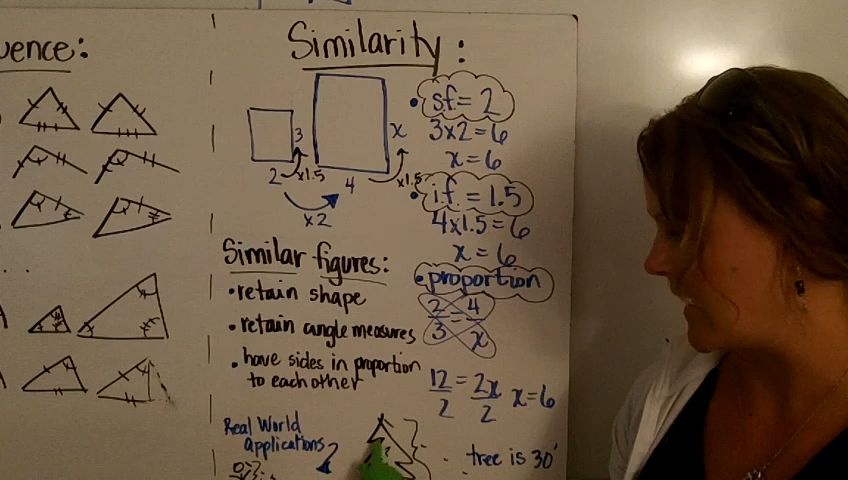 uence:
Similarity:
3
x
2
x1.5
4
x1.5
x2
• s.f. = 2
3x2=6
x=6
• i.f. = 1.5
4x1.5=6
x=6
• proportion
2 = 4
3 x
12 = 2x x=6
2 2
Similar figures:
• retain shape
• retain angle measures
• have sides in proportion
to each other
Real World
applications
tree is 30'